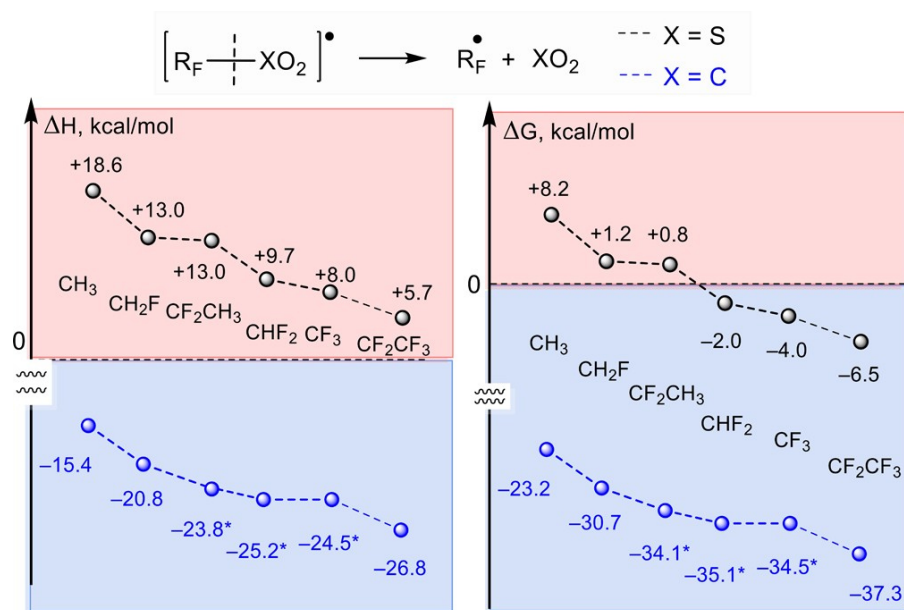 [R_F–XO₂]• → R_F• + XO₂
X = S
X = C
ΔH, kcal/mol
+18.6
+13.0
+13.0
+9.7
+8.0
+5.7
CH₃
CH₂F
CF₂CH₃
CHF₂
CF₃
CF₂CF₃
0
–15.4
–20.8
–23.8*
–25.2*
–24.5*
–26.8
ΔG, kcal/mol
+8.2
+1.2
+0.8
0
–2.0
–4.0
–6.5
CH₃
CH₂F
CF₂CH₃
CHF₂
CF₃
CF₂CF₃
–23.2
–30.7
–34.1*
–35.1*
–34.5*
–37.3